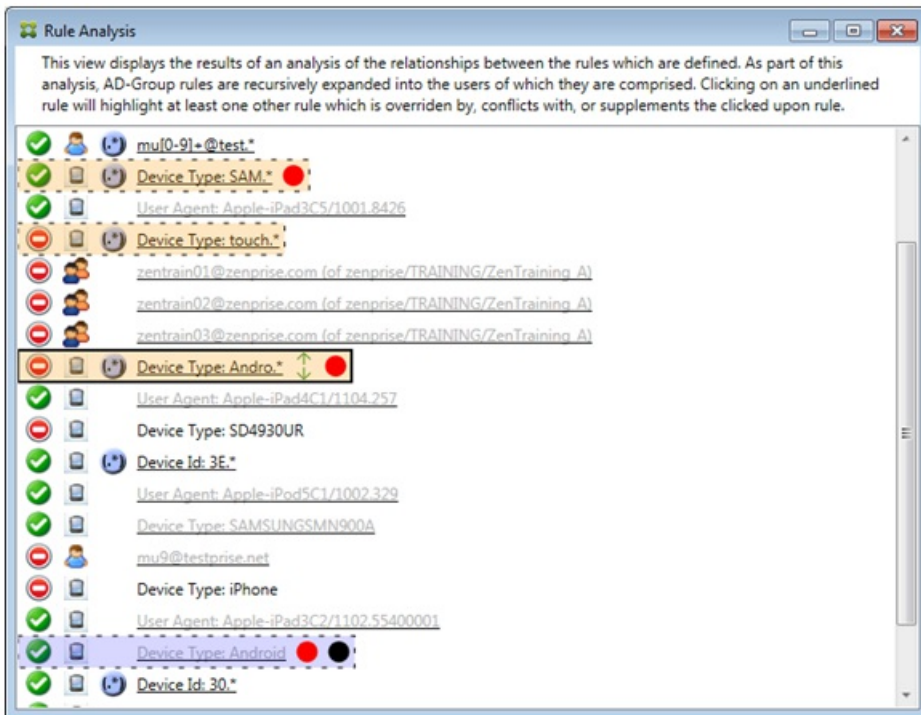 Rule Analysis
This view displays the results of an analysis of the relationships between the rules which are defined. As part of this
analysis, AD-Group rules are recursively expanded into the users of which they are comprised. Clicking on an underlined
rule will highlight at least one other rule which is overriden by, conflicts with, or supplements the clicked upon rule.
(.*) mu[0-9]+@test.*
(.*) Device Type: SAM.*
User Agent: Apple-iPad3C5/1001.8426
(.*) Device Type: touch.*
zentrain01@zenprise.com (of zenprise/TRAINING/ZenTraining_A)
zentrain02@zenprise.com (of zenprise/TRAINING/ZenTraining_A)
zentrain03@zenprise.com (of zenprise/TRAINING/ZenTraining_A)
(.*) Device Type: Andro.*
User Agent: Apple-iPad4C1/1104.257
Device Type: SD4930UR
(.*) Device Id: 3E.*
User Agent: Apple-iPod5C1/1002.329
Device Type: SAMSUNGSMN900A
mu9@testprise.net
Device Type: iPhone
User Agent: Apple-iPad3C2/1102.55400001
Device Type: Android
(.*) Device Id: 30.*